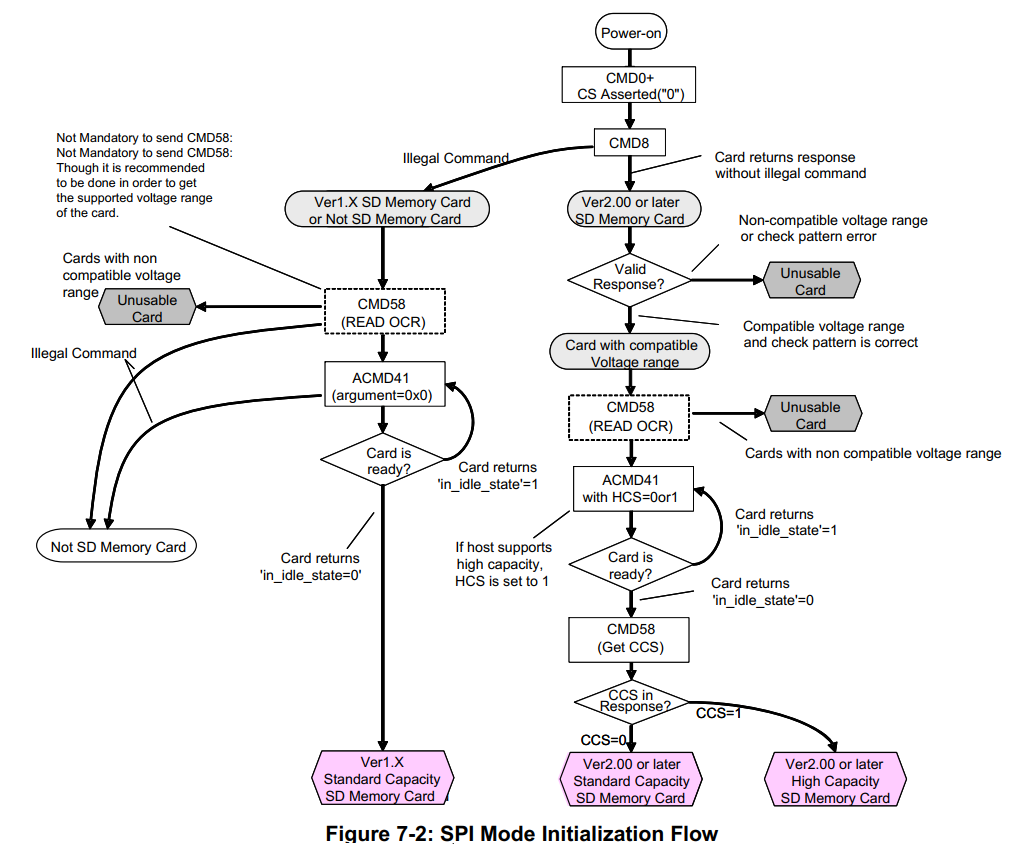 Power-on
CMD0+
CS Asserted("0")
CMD8
Illegal Command
Card returns response
without illegal command
Not Mandatory to send CMD58:
Not Mandatory to send CMD58:
Though it is recommended
to be done in order to get
the supported voltage range
of the card.
Ver1.X SD Memory Card
or Not SD Memory Card
Ver2.00 or later
SD Memory Card
Non-compatible voltage range
or check pattern error
Valid
Response?
Unusable
Card
Cards with non
compatible voltage
range
Unusable
Card
CMD58
(READ OCR)
Compatible voltage range
and check pattern is correct
Card with compatible
Voltage range
Illegal Command
ACMD41
(argument=0x0)
CMD58
(READ OCR)
Unusable
Card
Cards with non compatible voltage range
Card is
ready?
Card returns
'in_idle_state'=1
ACMD41
with HCS=0or1
Card returns
'in_idle_state'=1
Not SD Memory Card
Card returns
'in_idle_state=0'
If host supports
high capacity,
HCS is set to 1
Card is
ready?
Card returns
'in_idle_state'=0
CMD58
(Get CCS)
CCS in
Response?
CCS=1
CCS=0
Ver1.X
Standard Capacity
SD Memory Card
Ver2.00 or later
Standard Capacity
SD Memory Card
Ver2.00 or later
High Capacity
SD Memory Card
Figure 7-2: SPI Mode Initialization Flow